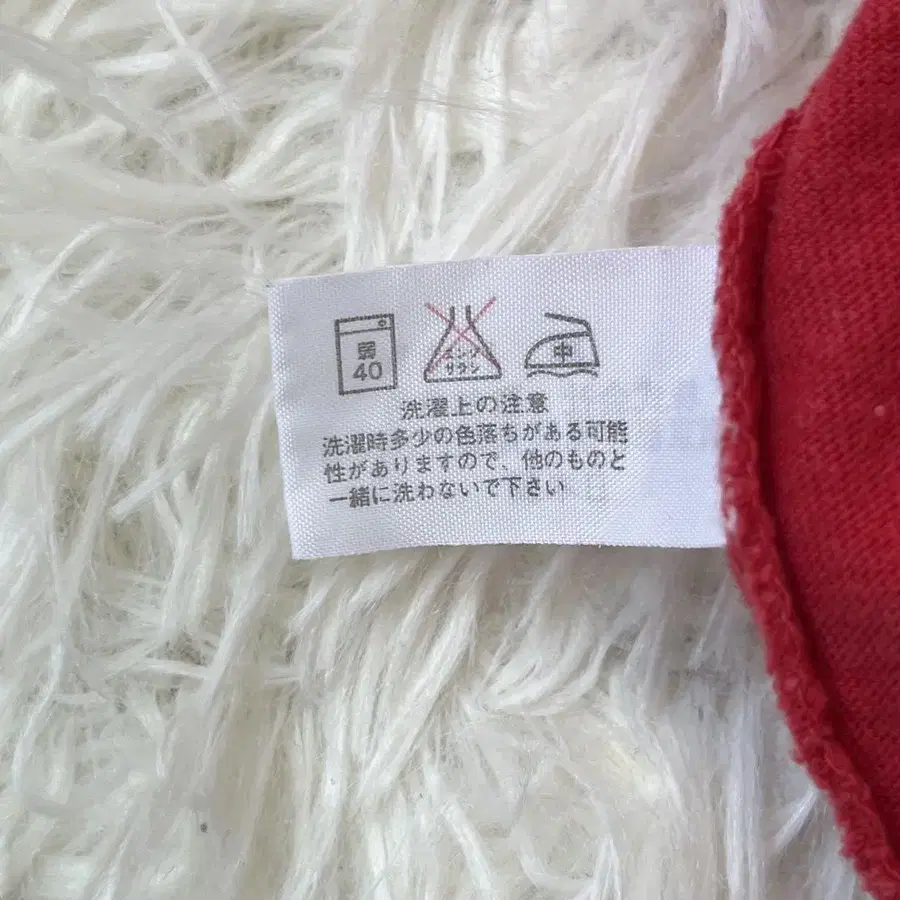 弱
40
エンソ
サラシ
中
洗濯上の注意
洗濯時多少の色落ちがある可能
性がありますので、他のものと
一緒に洗わないで下さい